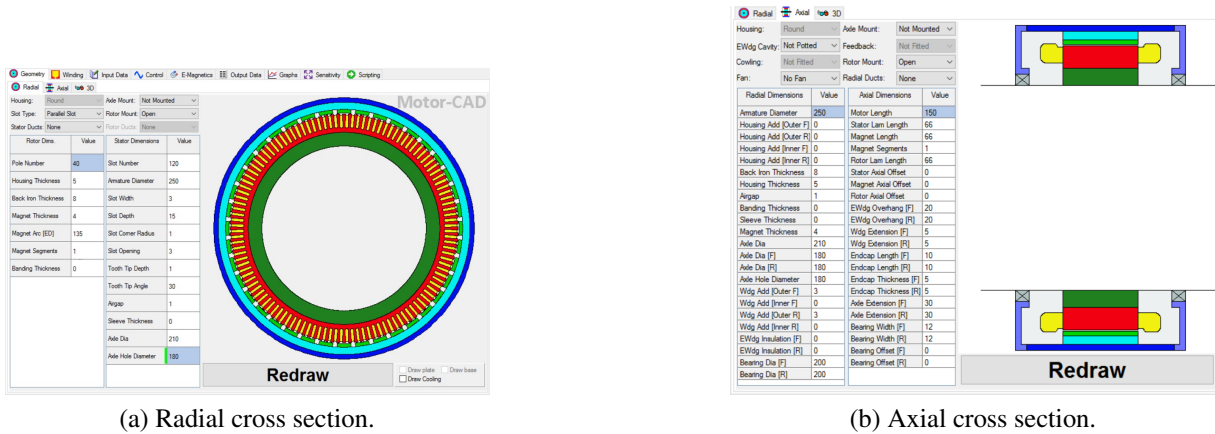 Geometry Winding Input Data Control E-Magnetics Output Data Graphs Sensitivity Scripting
Radial Axial 3D
Housing: Round Axle Mount: Not Mounted
Slot Type: Parallel Slot Rotor Mount: Open
Stator Ducts: None Rotor Ducts: None
Rotor Dims. Value Stator Dimensions Value
Pole Number 40 Slot Number 120
Housing Thickness 5 Armature Diameter 250
Back Iron Thickness 8 Slot Width 3
Magnet Thickness 4 Slot Depth 15
Magnet Arc [ED] 135 Slot Corner Radius 1
Magnet Segments 1 Slot Opening 3
Banding Thickness 0 Tooth Tip Depth 1
Tooth Tip Angle 30
Airgap 1
Sleeve Thickness 0
Axle Dia 210
Axle Hole Diameter 180
Motor-CAD
Redraw
Draw plate Draw base
Draw Cooling
(a) Radial cross section.
Radial Axial 3D
Housing: Round Axle Mount: Not Mounted
EWdg Cavity: Not Potted Feedback: Not Fitted
Cowling: Not Fitted Rotor Mount: Open
Fan: No Fan Radial Ducts: None
Radial Dimensions Value Axial Dimensions Value
Armature Diameter 250 Motor Length 150
Housing Add [Outer F] 0 Stator Lam Length 66
Housing Add [Outer R] 0 Magnet Length 66
Housing Add [Inner F] 0 Magnet Segments 1
Housing Add [Inner R] 0 Rotor Lam Length 66
Back Iron Thickness 8 Stator Axial Offset 0
Housing Thickness 5 Magnet Axial Offset 0
Airgap 1 Rotor Axial Offset 0
Banding Thickness 0 EWdg Overhang [F] 20
Sleeve Thickness 0 EWdg Overhang [R] 20
Magnet Thickness 4 Wdg Extension [F] 5
Axle Dia 210 Wdg Extension [R] 5
Axle Dia [F] 180 Endcap Length [F] 10
Axle Dia [R] 180 Endcap Length [R] 10
Axle Hole Diameter 180 Endcap Thickness [F] 5
Wdg Add [Outer F] 3 Endcap Thickness [R] 5
Wdg Add [Inner F] 0 Axle Extension [F] 30
Wdg Add [Outer R] 3 Axle Extension [R] 30
Wdg Add [Inner R] 0 Bearing Width [F] 12
EWdg Insulation [F] 0 Bearing Width [R] 12
EWdg Insulation [R] 0 Bearing Offset [F] 0
Bearing Dia [F] 200 Bearing Offset [R] 0
Bearing Dia [R] 200
Redraw
(b) Axial cross section.